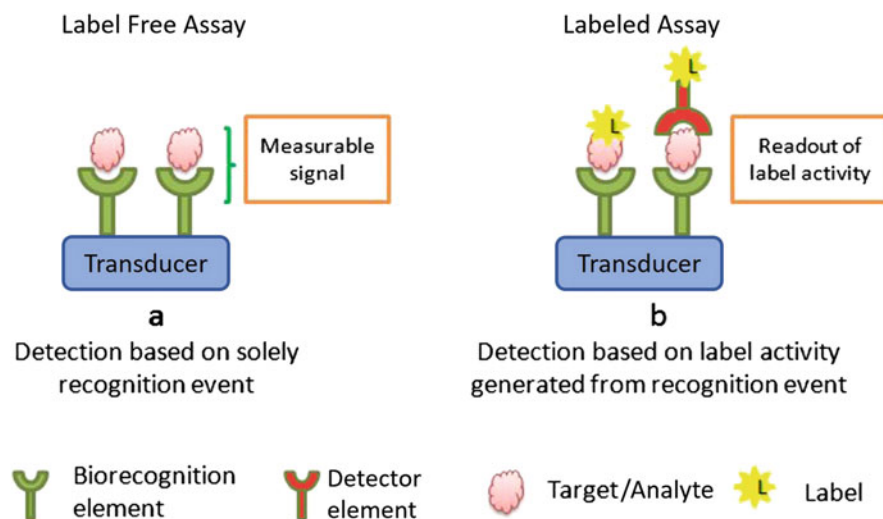 Label Free Assay
Measurable
signal
Transducer
a
Detection based on solely
recognition event
Labeled Assay
L
L
Readout of
label activity
Transducer
b
Detection based on label activity
generated from recognition event
Biorecognition
element
Detector
element
Target/Analyte
L
Label